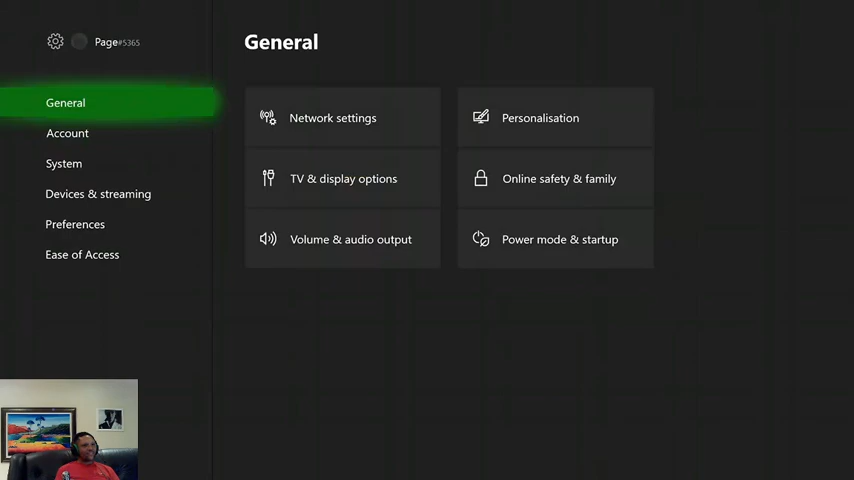 Page#5365
General
Account
System
Devices & streaming
Preferences
Ease of Access
General
Network settings
Personalisation
TV & display options
Online safety & family
Volume & audio output
Power mode & startup